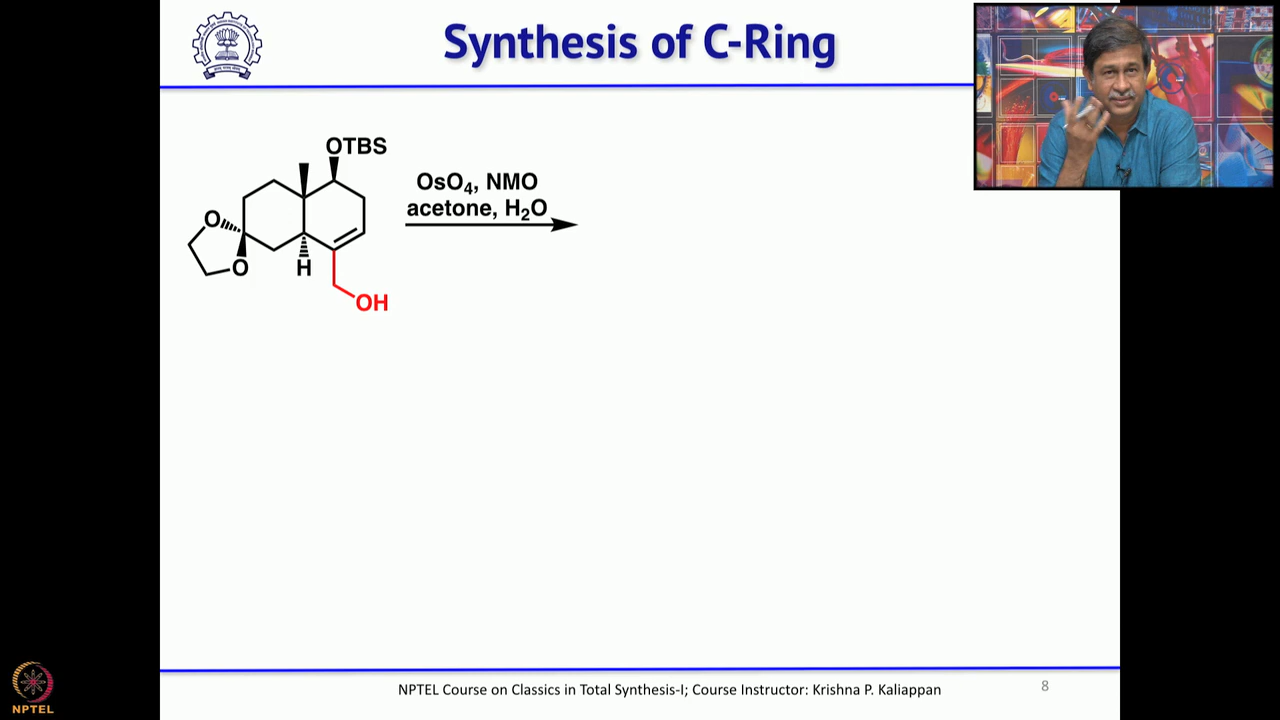 Synthesis of C-Ring
OTBS
OsO₄, NMO
acetone, H₂O
O
O
H
OH
NPTEL Course on Classics in Total Synthesis-I; Course Instructor: Krishna P. Kaliappan
8
NPTEL